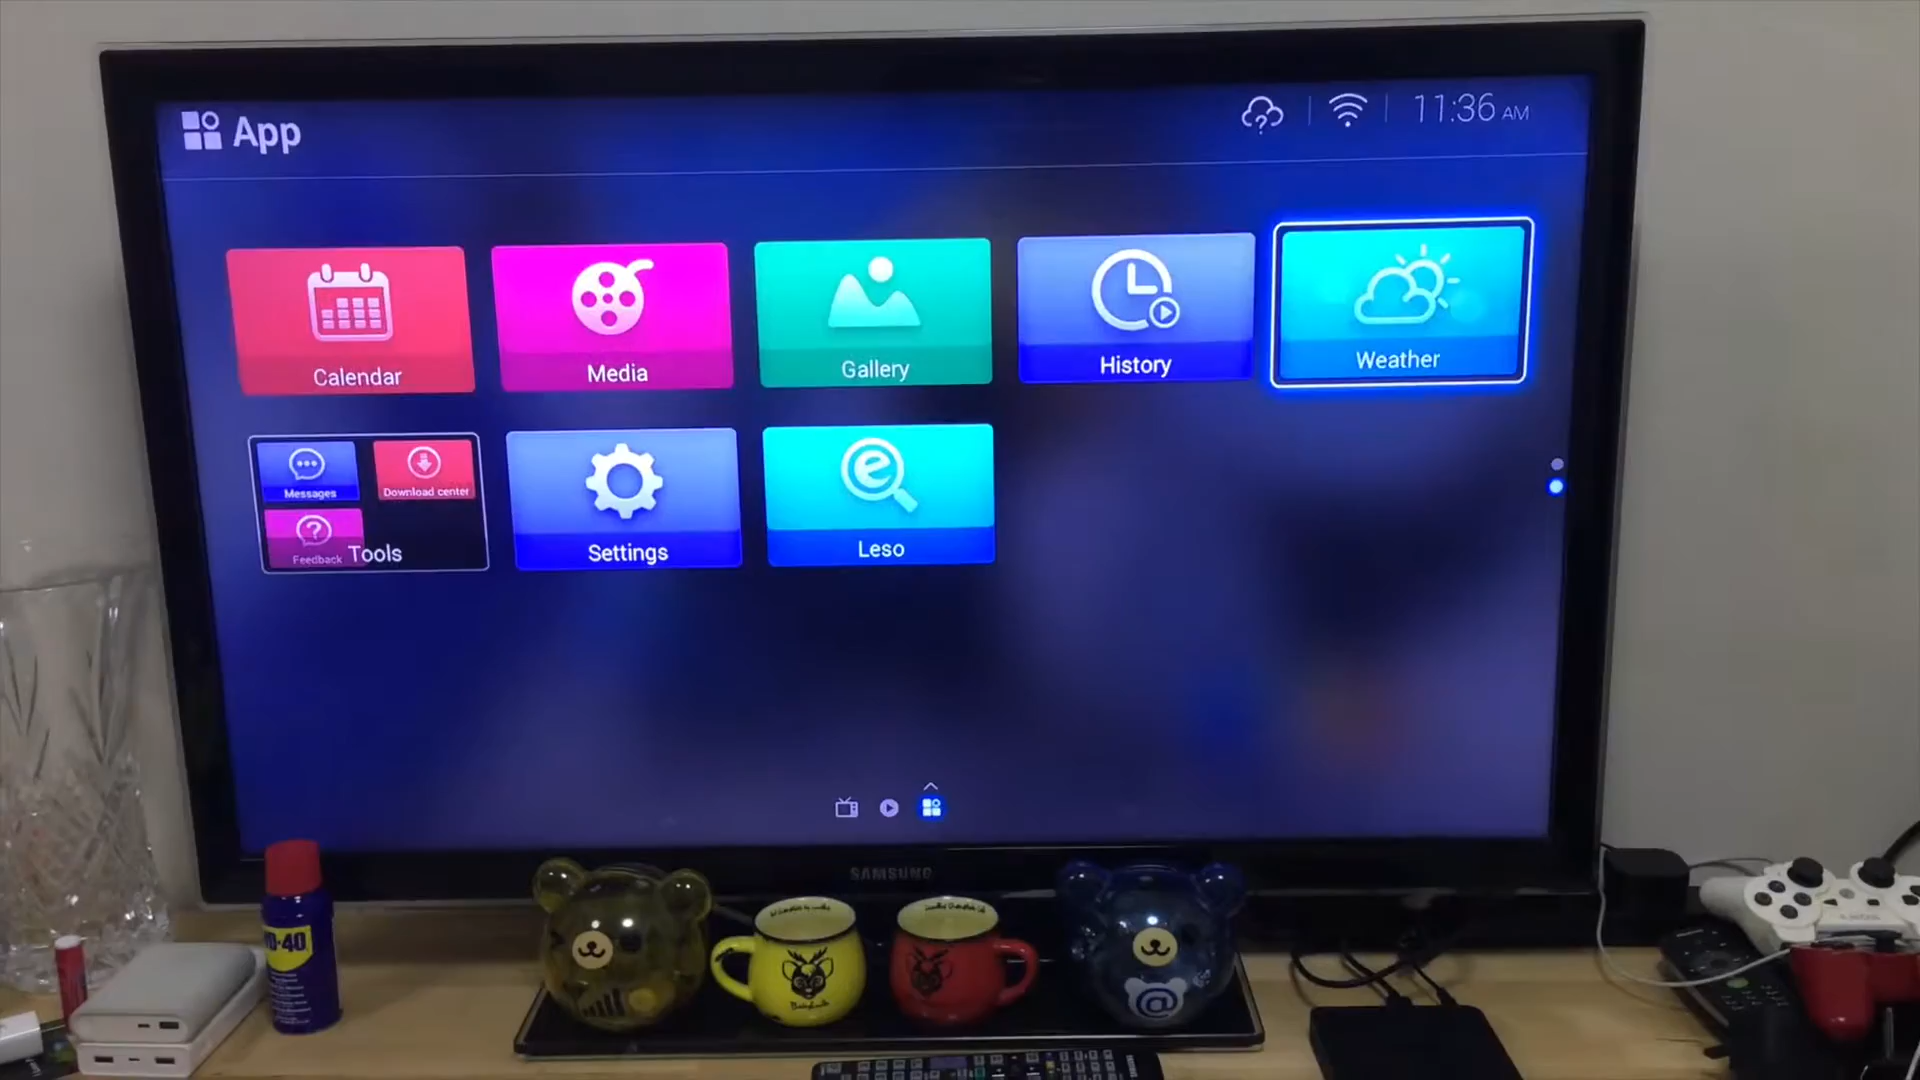 App
11:36 AM
Calendar
Media
Gallery
History
Weather
Messages
Download center
Feedback
Tools
Settings
Leso
SAMSUNG
WD-40
@
SAMSUNG